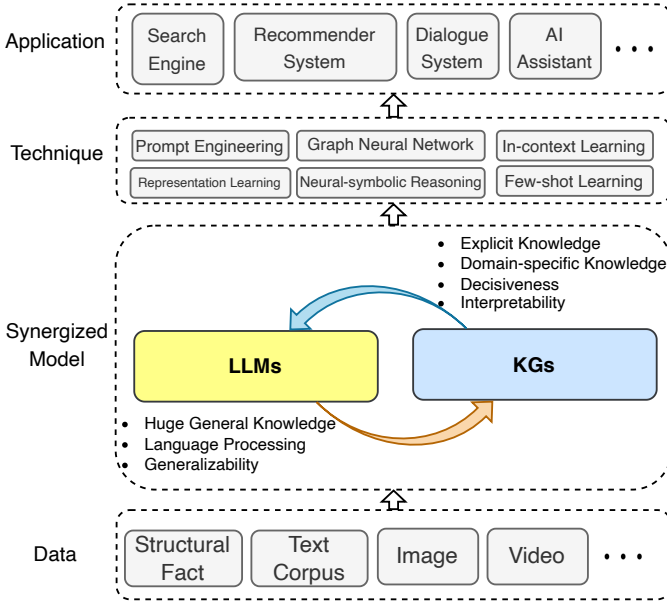 Application
Search
Engine
Recommender
System
Dialogue
System
AI
Assistant
• • •
Technique
Prompt Engineering
Graph Neural Network
In-context Learning
Representation Learning
Neural-symbolic Reasoning
Few-shot Learning
Synergized
Model
• Explicit Knowledge
• Domain-specific Knowledge
• Decisiveness
• Interpretability
LLMs
KGs
• Huge General Knowledge
• Language Processing
• Generalizability
Data
Structural
Fact
Text
Corpus
Image
Video
• • •